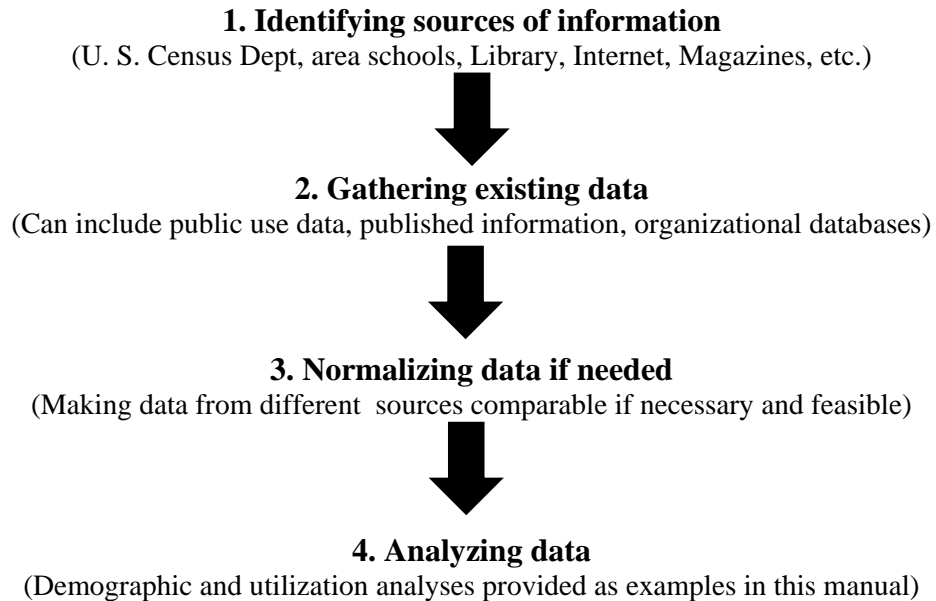 1. Identifying sources of information
(U. S. Census Dept, area schools, Library, Internet, Magazines, etc.)
2. Gathering existing data
(Can include public use data, published information, organizational databases)
3. Normalizing data if needed
(Making data from different sources comparable if necessary and feasible)
4. Analyzing data
(Demographic and utilization analyses provided as examples in this manual)